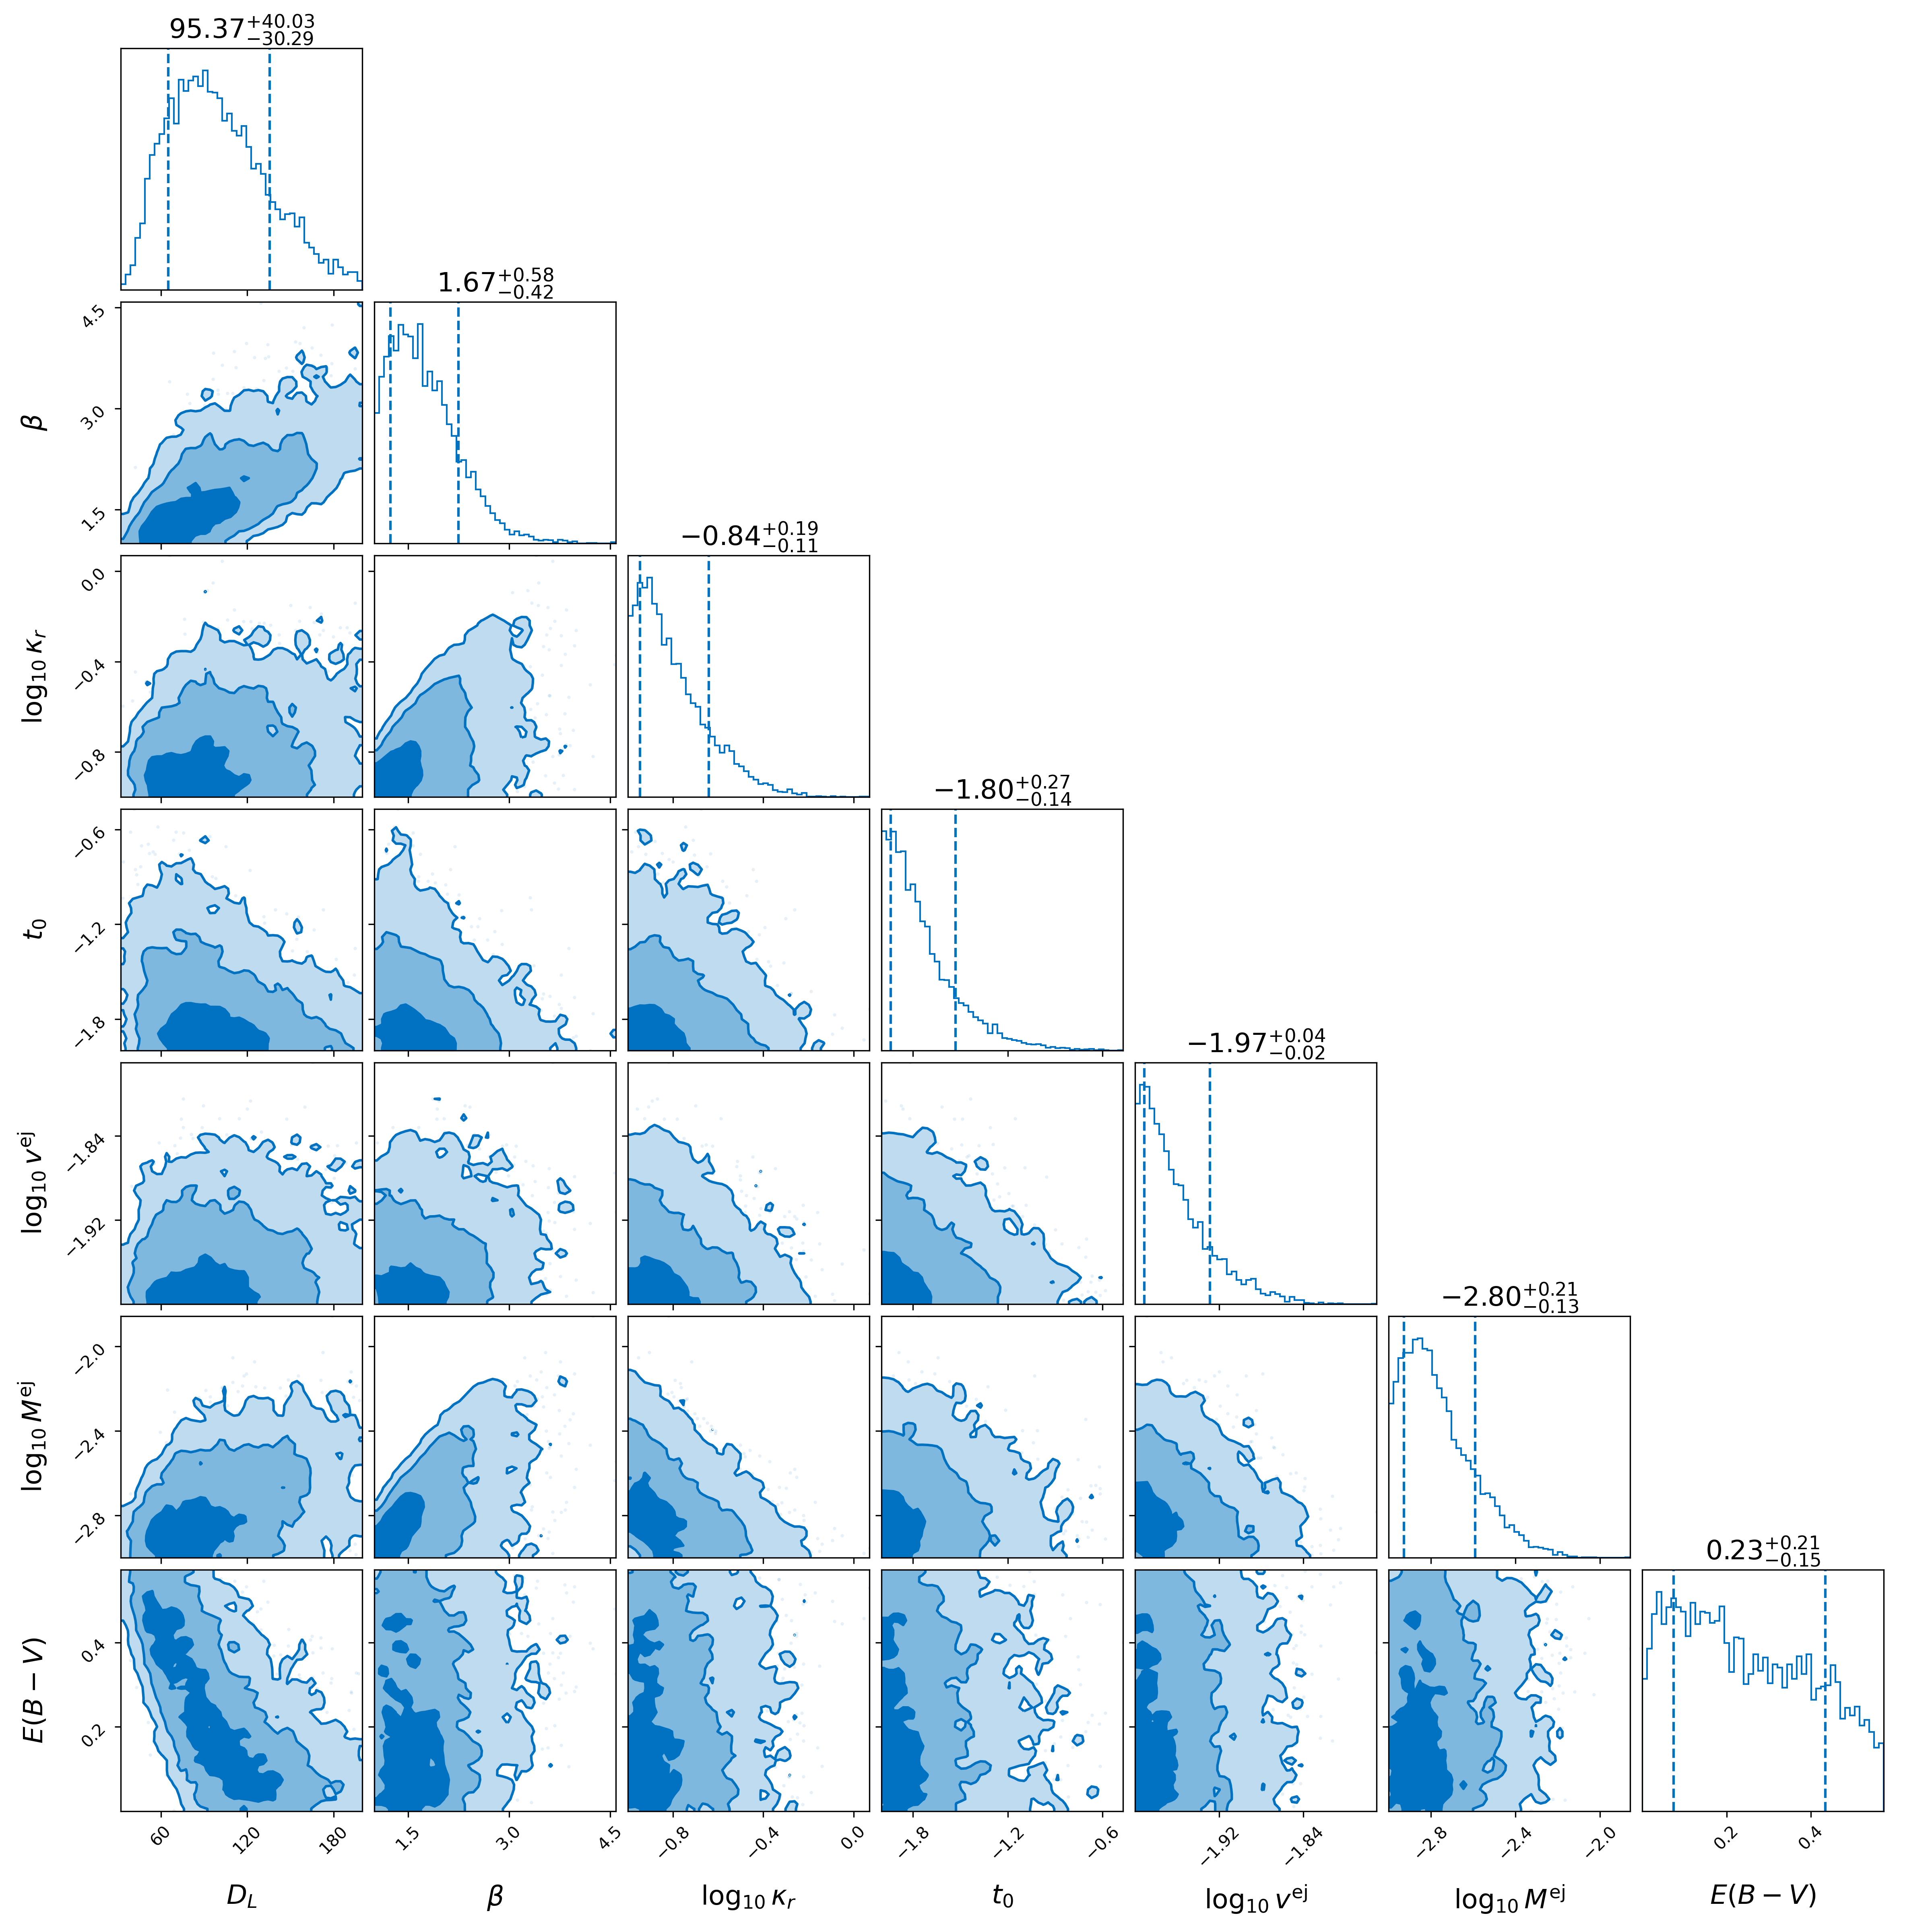 95.37 +40.03 −30.29
1.67 +0.58 −0.42
4.5
3.0
1.5
β
−0.84 +0.19 −0.11
0.0
−0.4
−0.8
log₁₀ κᵣ
−1.80 +0.27 −0.14
−0.6
−1.2
−1.8
t₀
−1.97 +0.04 −0.02
−1.84
−1.92
log₁₀ vᵉʲ
−2.80 +0.21 −0.13
−2.0
−2.4
−2.8
log₁₀ Mᵉʲ
0.23 +0.21 −0.15
0.4
0.2
E(B − V)
60 120 180 1.5 3.0 4.5 −0.8 −0.4 0.0 −1.8 −1.2 −0.6 −1.92 −1.84 −2.8 −2.4 −2.0 0.2 0.4
D_L β log₁₀ κᵣ t₀ log₁₀ vᵉʲ log₁₀ Mᵉʲ E(B − V)